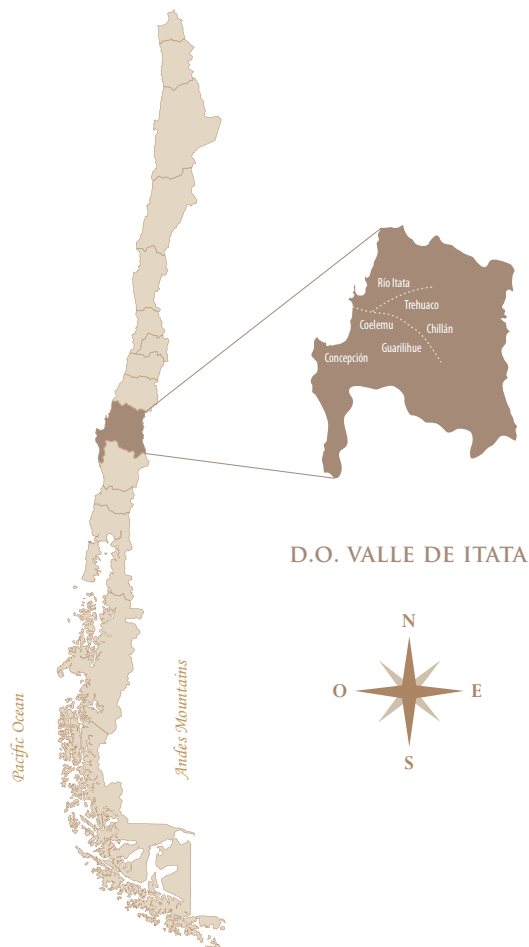 Río Itata
Trehuaco
Coelemu
Chillán
Guarilihue
Concepción
D.O. VALLE DE ITATA
N
O
E
S
Pacific Ocean
Andes Mountains